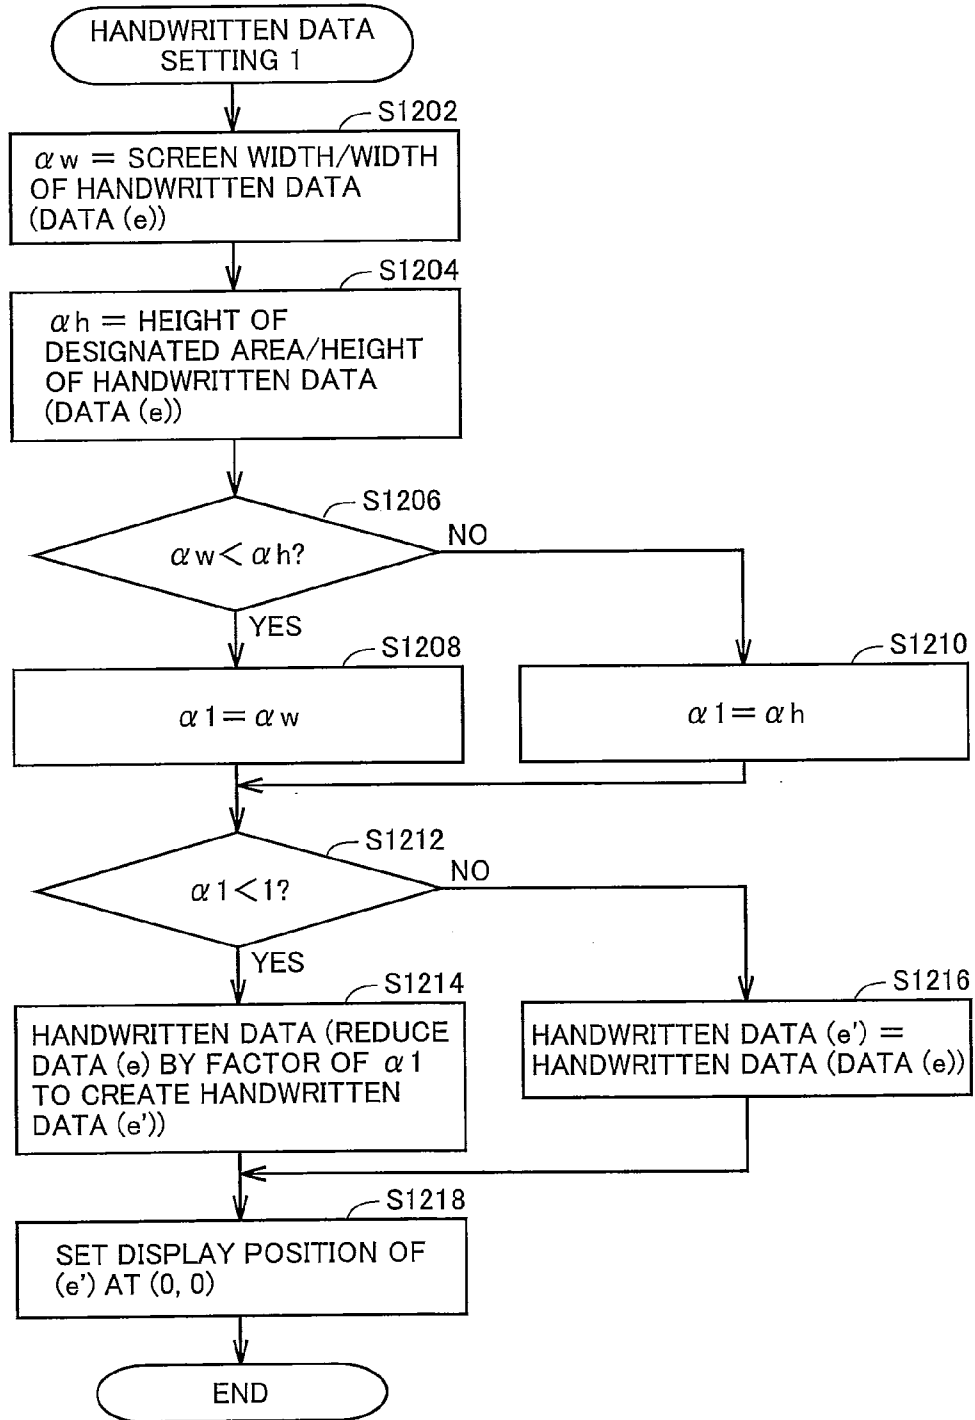 HANDWRITTEN DATA
SETTING 1
S1202
αw = SCREEN WIDTH/WIDTH
OF HANDWRITTEN DATA
(DATA (e))
S1204
αh = HEIGHT OF
DESIGNATED AREA/HEIGHT
OF HANDWRITTEN DATA
(DATA (e))
S1206
αw < αh?
NO
YES
S1208
α1 = αw
S1210
α1 = αh
S1212
α1<1?
NO
YES
S1214
HANDWRITTEN DATA (REDUCE
DATA (e) BY FACTOR OF α1
TO CREATE HANDWRITTEN
DATA (e'))
S1216
HANDWRITTEN DATA (e') =
HANDWRITTEN DATA (DATA (e))
S1218
SET DISPLAY POSITION OF
(e') AT (0, 0)
END